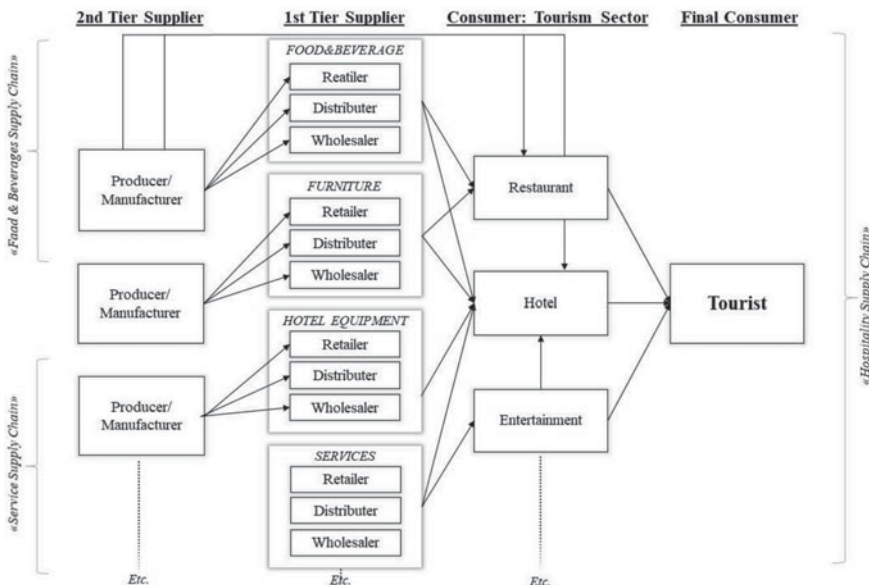 2nd Tier Supplier
1st Tier Supplier
Consumer: Tourism Sector
Final Consumer
«Faad & Beverages Supply Chain»
«Service Supply Chain»
Producer/
Manufacturer
Producer/
Manufacturer
Producer/
Manufacturer
Etc.
FOOD&BEVERAGE
Reatiler
Distributer
Wholesaler
FURNITURE
Retailer
Distributer
Wholesaler
HOTEL EQUIPMENT
Retailer
Distributer
Wholesaler
SERVICES
Retailer
Distributer
Wholesaler
Etc.
Restaurant
Hotel
Entertainment
Etc.
Tourist
«Hospitality Supply Chain»